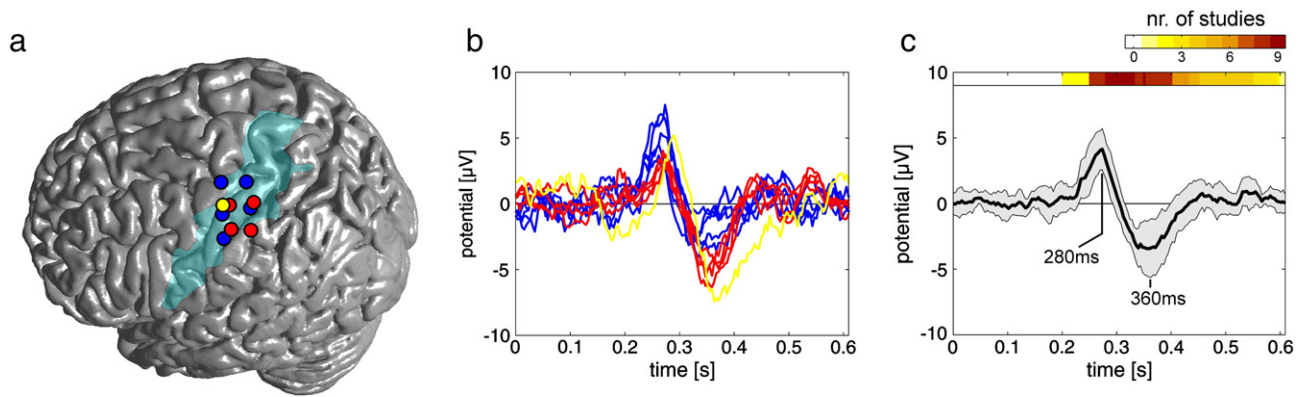 a
b
c
nr. of studies
0 3 6 9
10
5
0
-5
-10
potential [µV]
0 0.1 0.2 0.3 0.4 0.5 0.6
time [s]
10
5
0
-5
-10
potential [µV]
280ms
360ms
0 0.1 0.2 0.3 0.4 0.5 0.6
time [s]